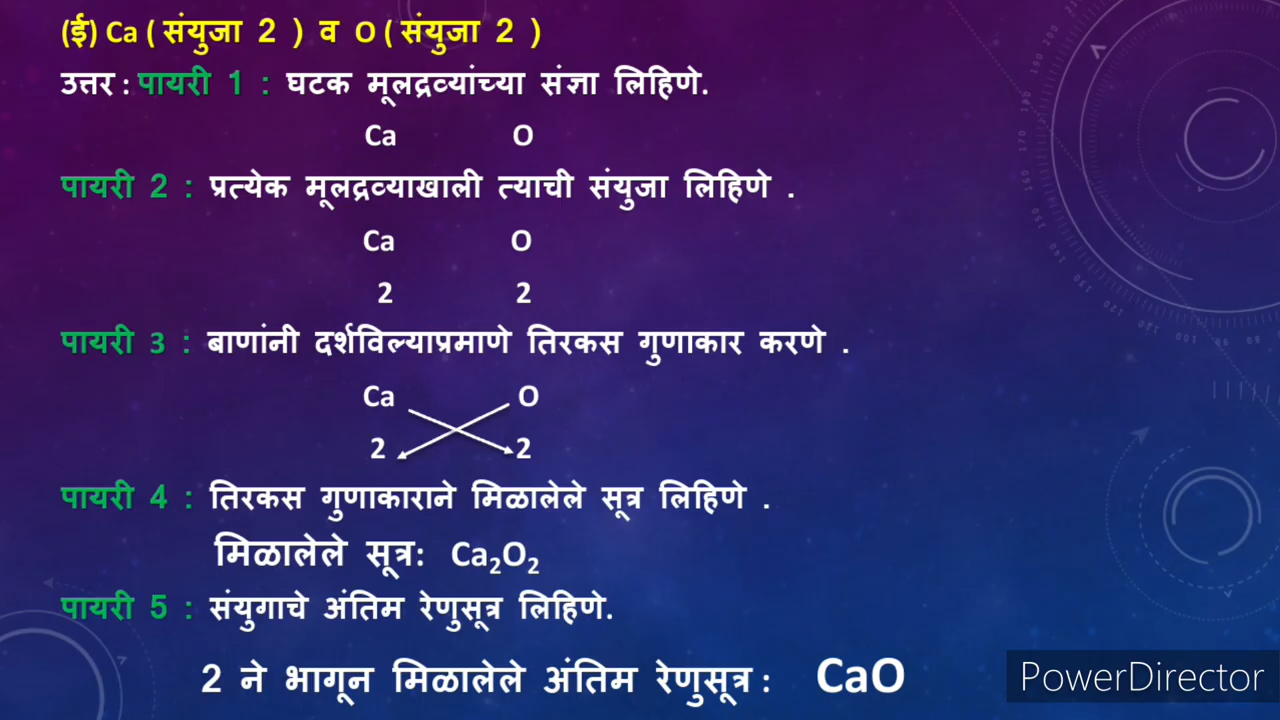 (ई) Ca ( संयुजा 2 ) व O ( संयुजा 2 )
उत्तर : पायरी 1 : घटक मूलद्रव्यांच्या संज्ञा लिहिणे.
Ca O
पायरी 2 : प्रत्येक मूलद्रव्याखाली त्याची संयुजा लिहिणे .
Ca O
2 2
पायरी 3 : बाणांनी दर्शविल्याप्रमाणे तिरकस गुणाकार करणे .
Ca O
2 2
पायरी 4 : तिरकस गुणाकाराने मिळालेले सूत्र लिहिणे .
मिळालेले सूत्र: Ca₂O₂
पायरी 5 : संयुगाचे अंतिम रेणुसूत्र लिहिणे.
2 ने भागून मिळालेले अंतिम रेणुसूत्र : CaO
PowerDirector